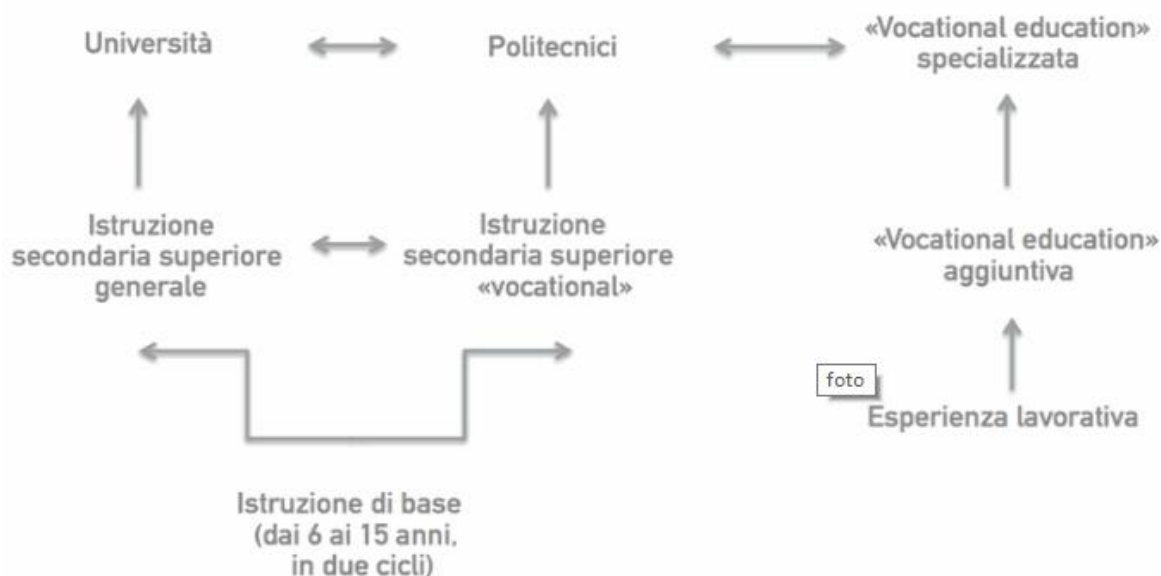 Università
Politecnici
«Vocational education»
specializzata
Istruzione
secondaria superiore
generale
Istruzione
secondaria superiore
«vocational»
«Vocational education»
aggiuntiva
foto
Esperienza lavorativa
Istruzione di base
(dai 6 ai 15 anni,
in due cicli)